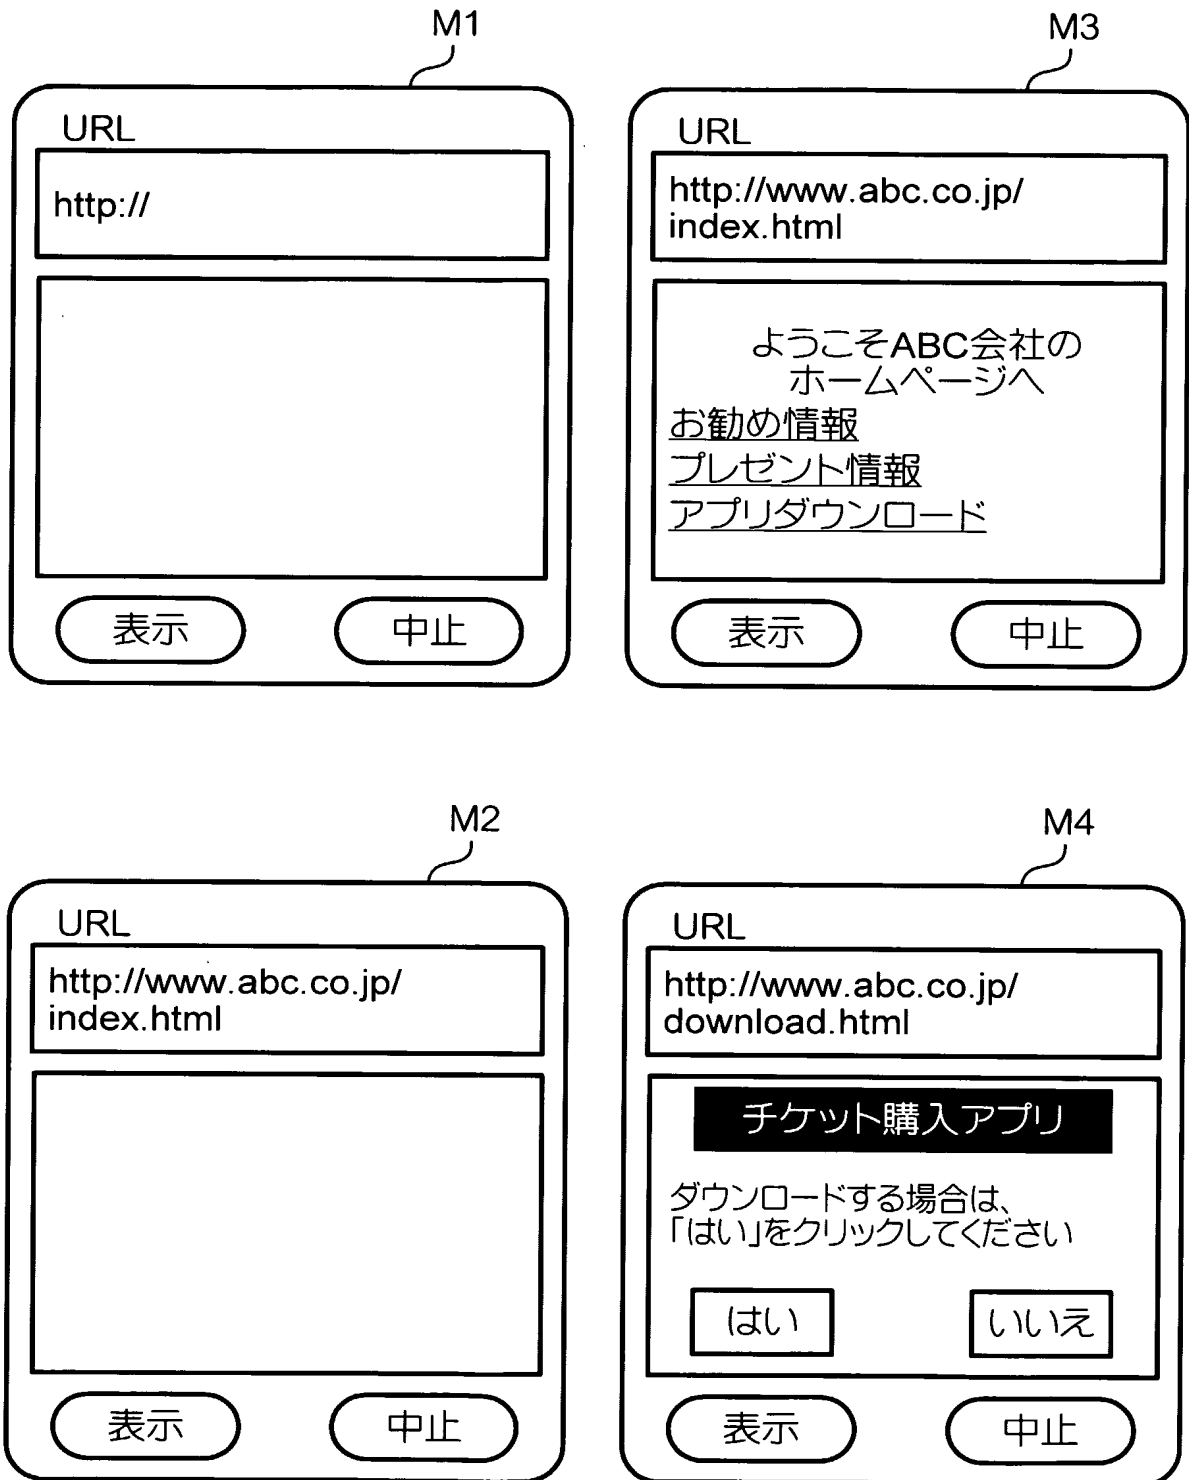 M1
URL
http://
表示
中止
M3
URL
http://www.abc.co.jp/
index.html
ようこそABC会社の
ホームページへ
お勧め情報
プレゼント情報
アプリダウンロード
表示
中止
M2
URL
http://www.abc.co.jp/
index.html
表示
中止
M4
URL
http://www.abc.co.jp/
download.html
チケット購入アプリ
ダウンロードする場合は、
「はい」をクリックしてください
はい
いいえ
表示
中止